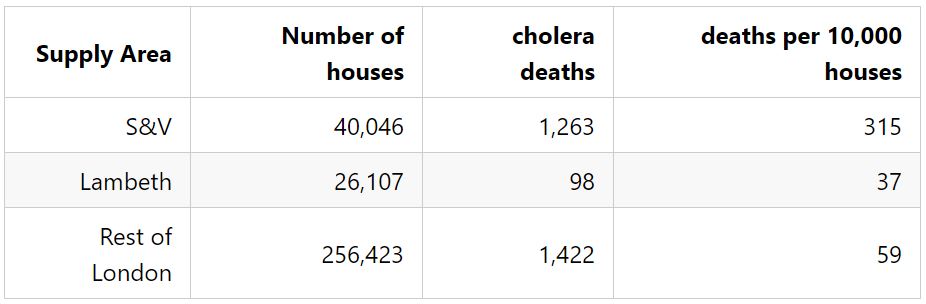 Supply Area Number of houses cholera deaths deaths per 10,000 houses
S&V 40,046 1,263 315
Lambeth 26,107 98 37
Rest of London 256,423 1,422 59